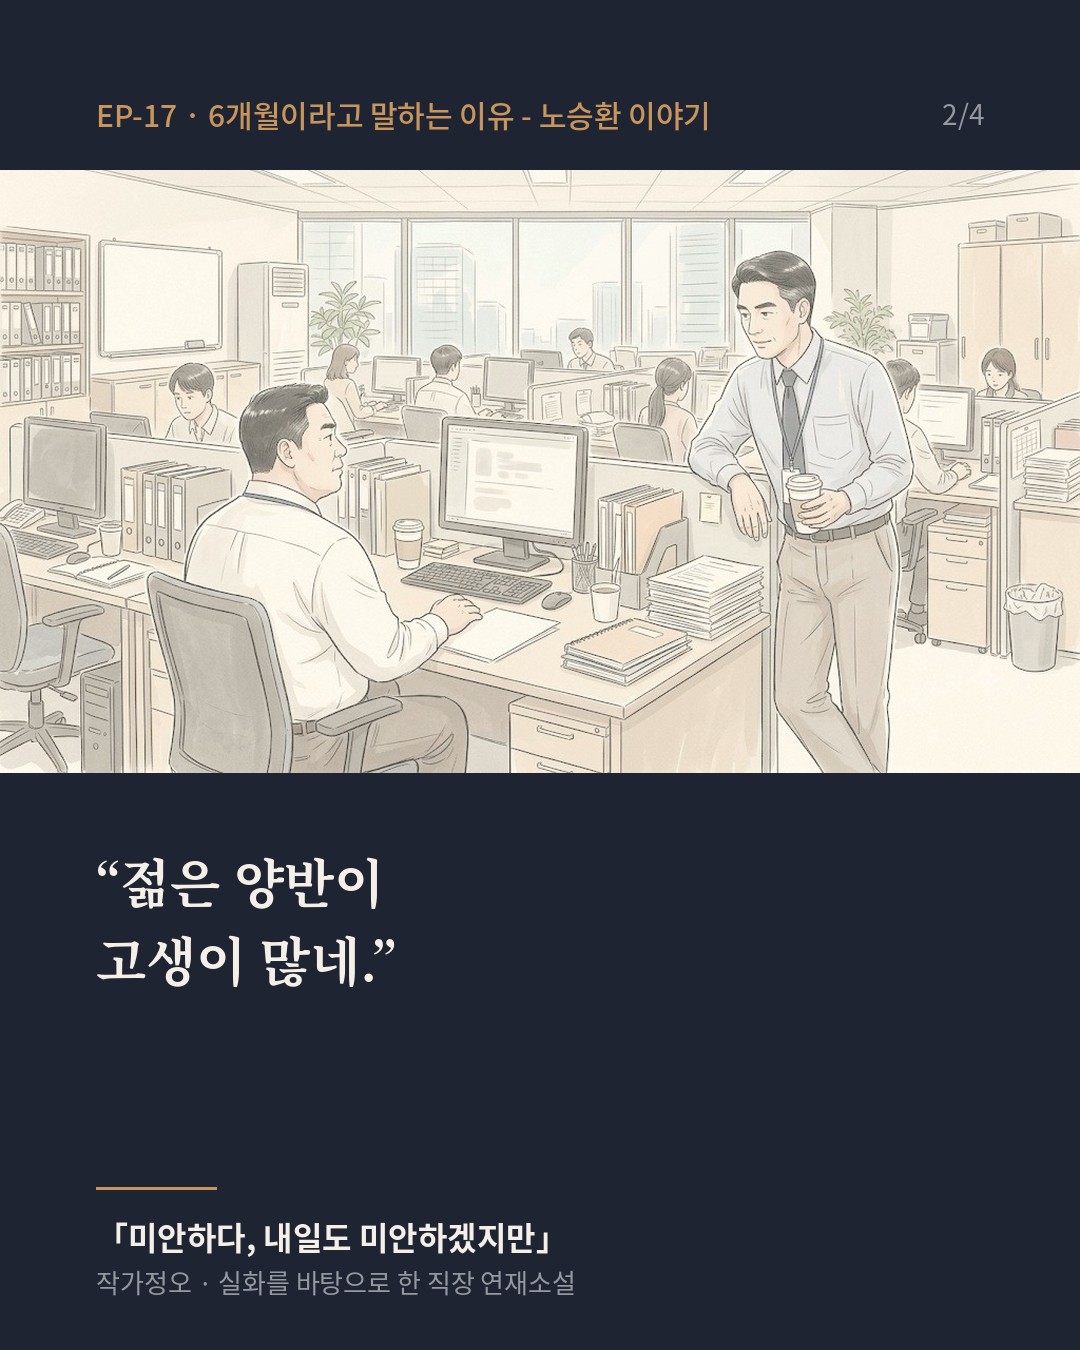 EP-17 · 6개월이라고 말하는 이유 - 노승환 이야기
2/4
“젊은 양반이
고생이 많네.”
「미안하다, 내일도 미안하겠지만」
작가정오 · 실화를 바탕으로 한 직장 연재소설